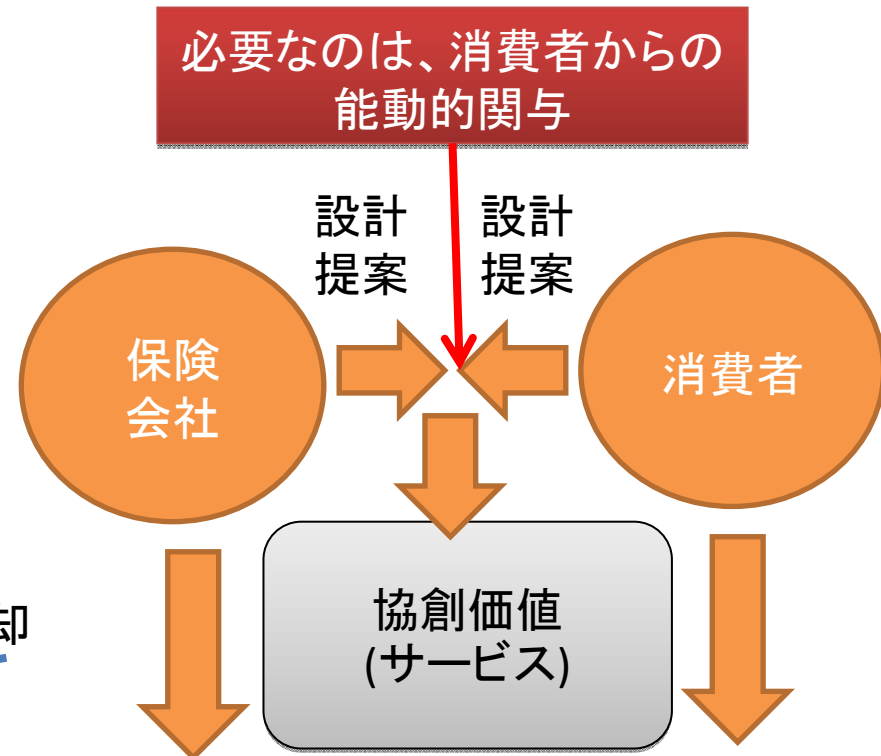 必要なのは、消費者からの
能動的関与
設計
提案
設計
提案
保険
会社
消費者
協創価値
(サービス)
却